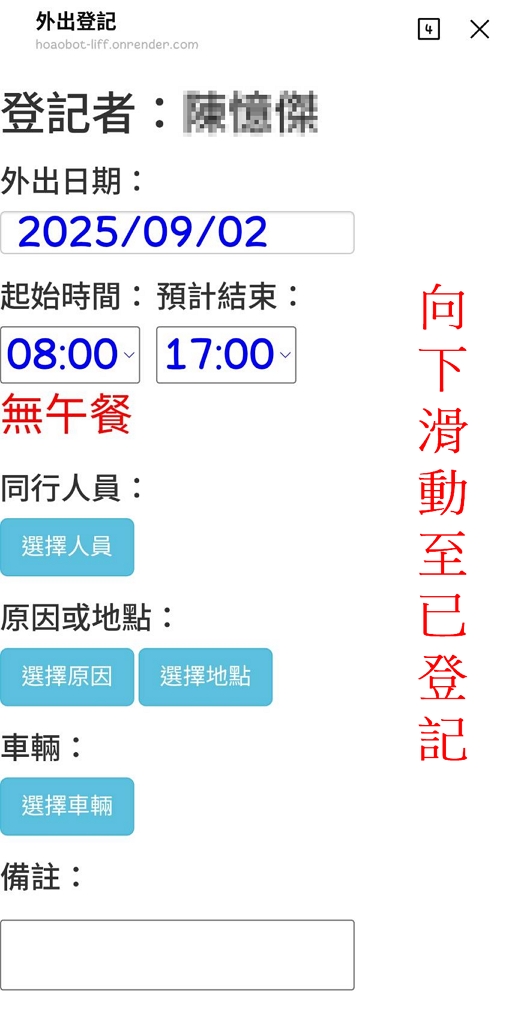 外出登記
hoaobot-liff.onrender.com
4
登記者：
外出日期：
2025/09/02
起始時間： 預計結束：
08:00 17:00
無午餐
同行人員：
選擇人員
原因或地點：
選擇原因 選擇地點
車輛：
選擇車輛
備註：
向下滑動至已登記